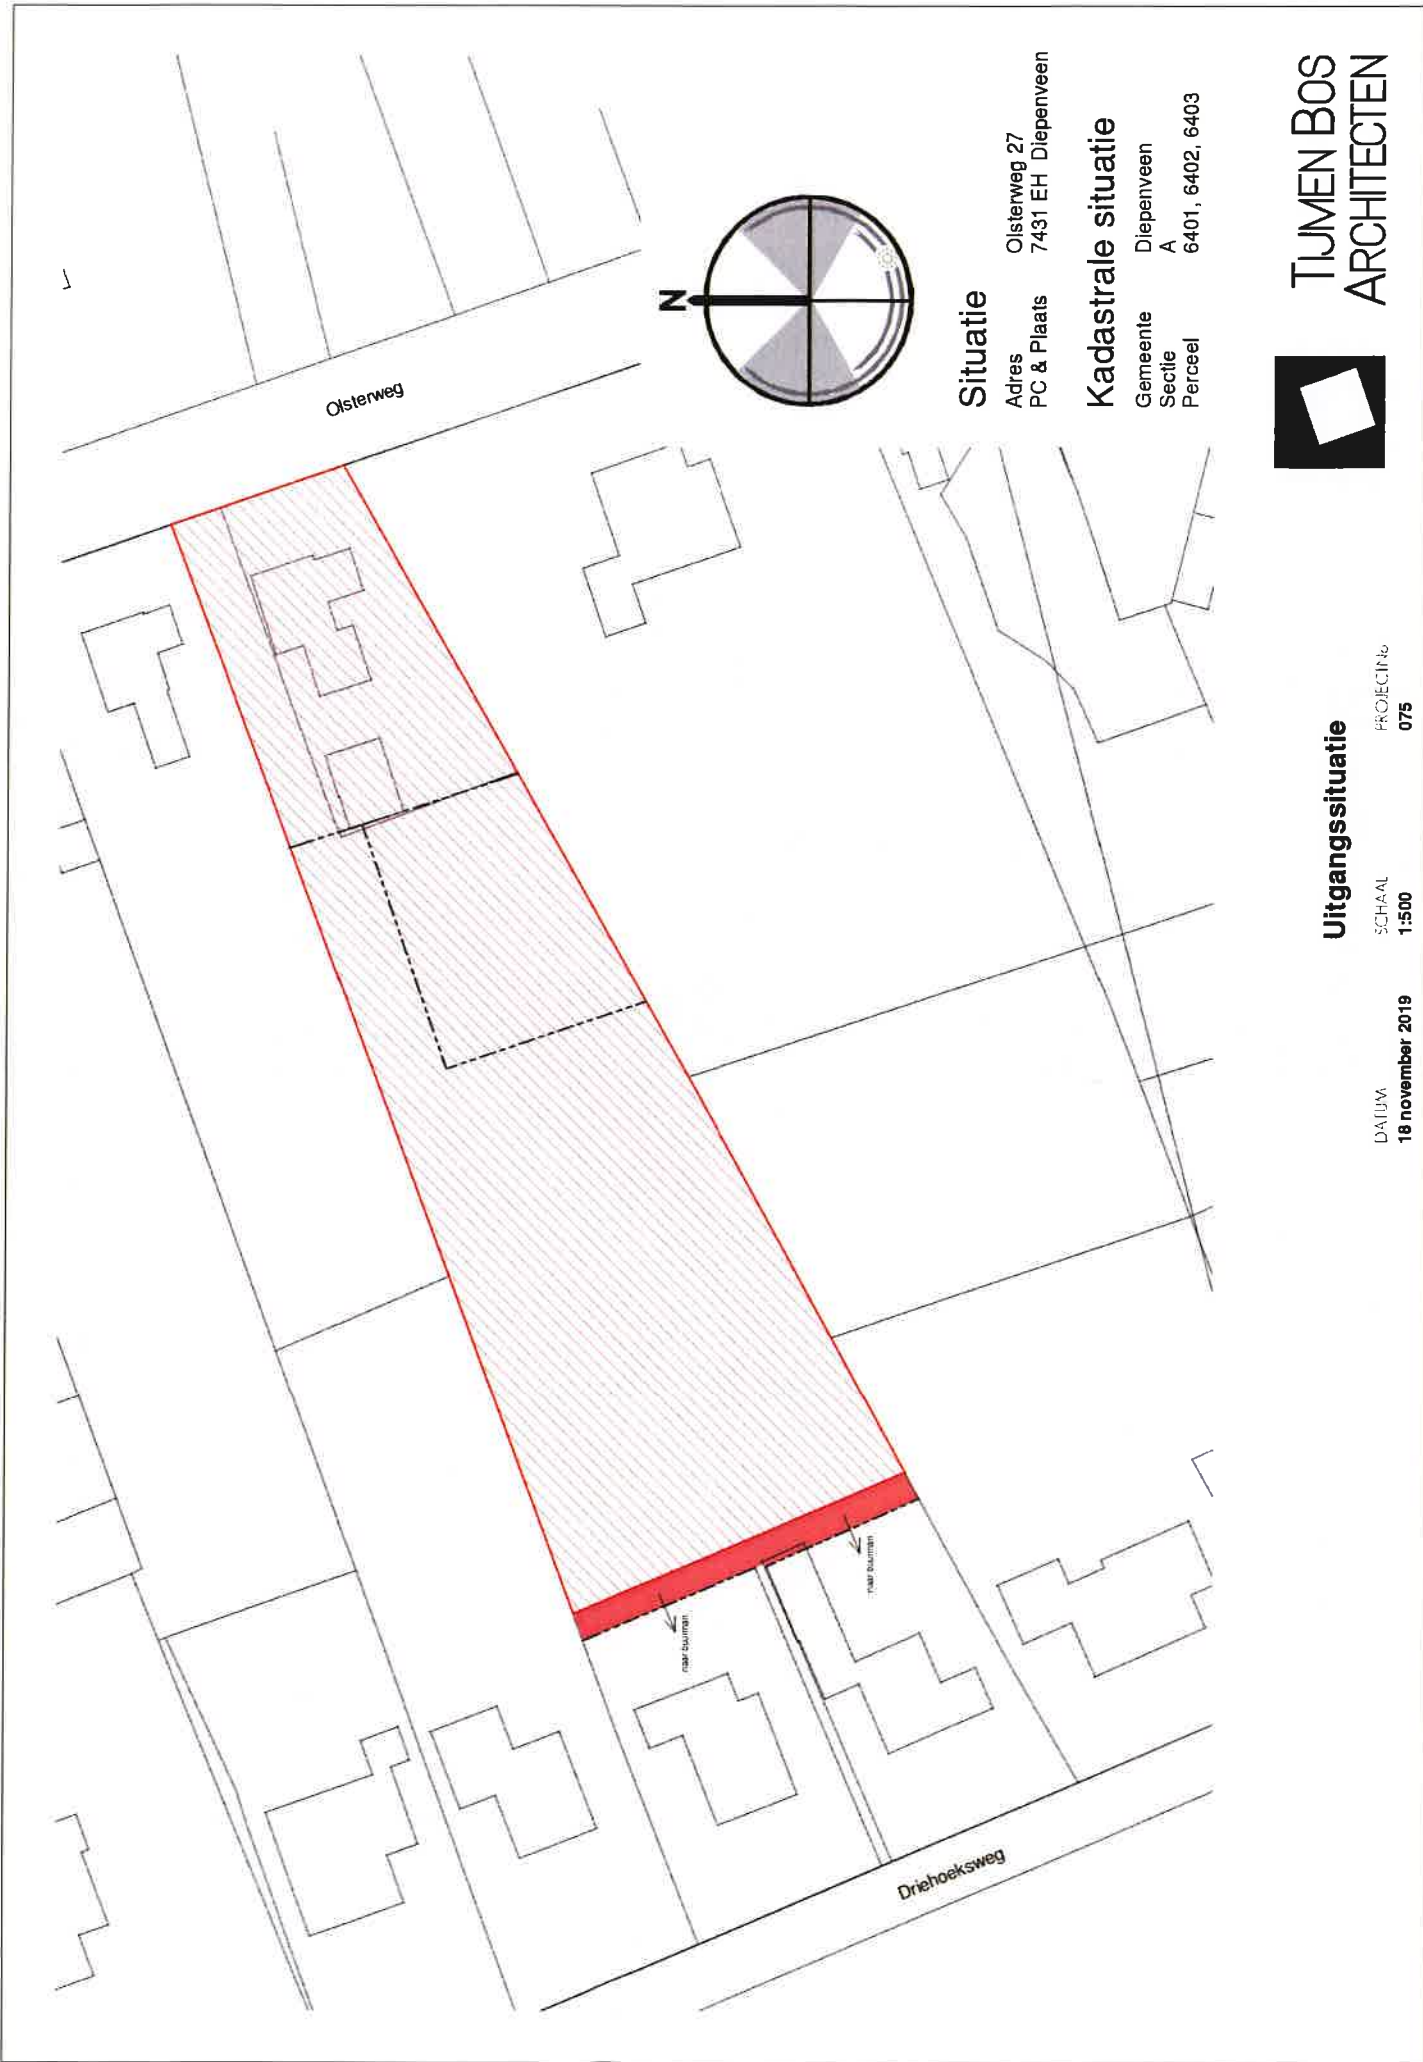 Olsterweg
N
Situatie
Adres Olsterweg 27
PC & Plaats 7431 EH Diepenveen
Kadastrale situatie
Gemeente Diepenveen
Sectie A
Perceel 6401, 6402, 6403
naar buurman
naar buurman
Driehoeksweg
Uitgangssituatie
DATUM SCHAAL PROJECTNo
18 november 2019 1:500 075
TIJMEN BOS
ARCHITECTEN